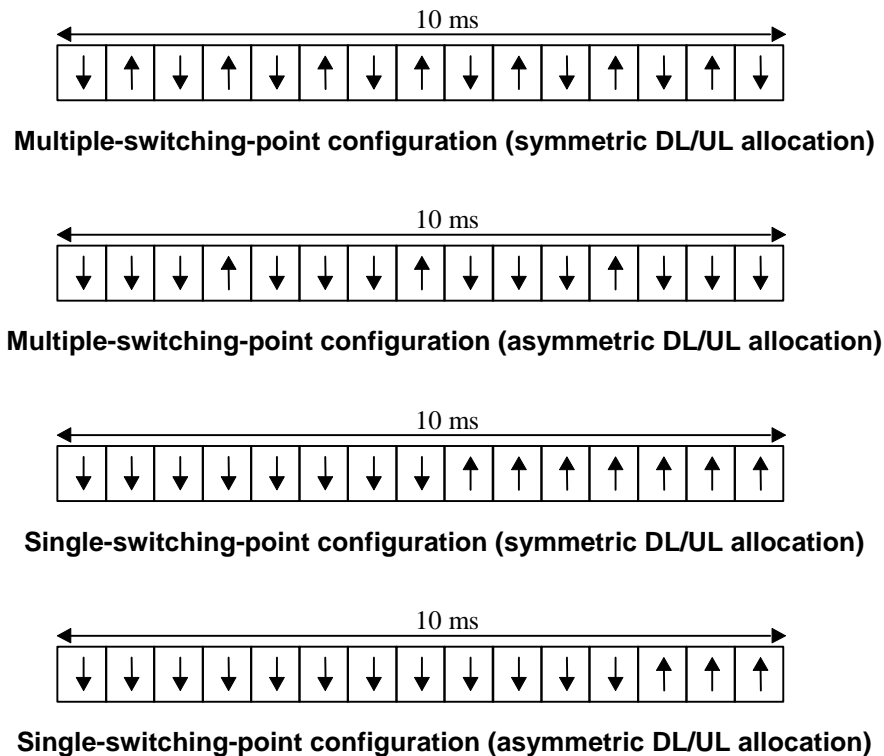 10 ms
Multiple-switching-point configuration (symmetric DL/UL allocation)
10 ms
Multiple-switching-point configuration (asymmetric DL/UL allocation)
10 ms
Single-switching-point configuration (symmetric DL/UL allocation)
10 ms
Single-switching-point configuration (asymmetric DL/UL allocation)